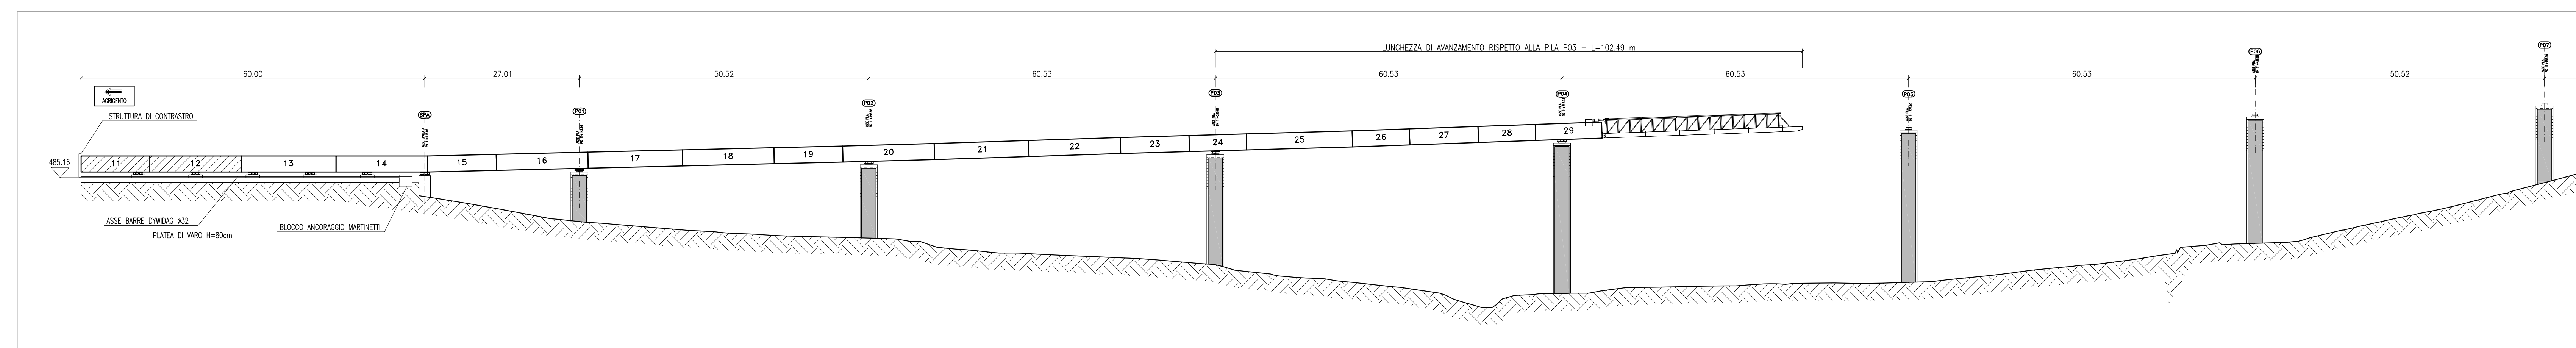 LUNGHEZZA DI AVANZAMENTO RISPETTO ALLA PILA P03 - L=102.49 m
60.00 27.01 50.52 60.53 60.53 60.53 60.53 50.52
AGRIGENTO
SPA P01 P02 P03 P04 P05 P06 P07
STRUTTURA DI CONTRASTRO
485.16
11 12 13 14 15 16 17 18 19 20 21 22 23 24 25 26 27 28 29
ASSE BARRE DYWIDAG ø32
PLATEA DI VARO H=80cm
BLOCCO ANCORAGGIO MARTINETTI